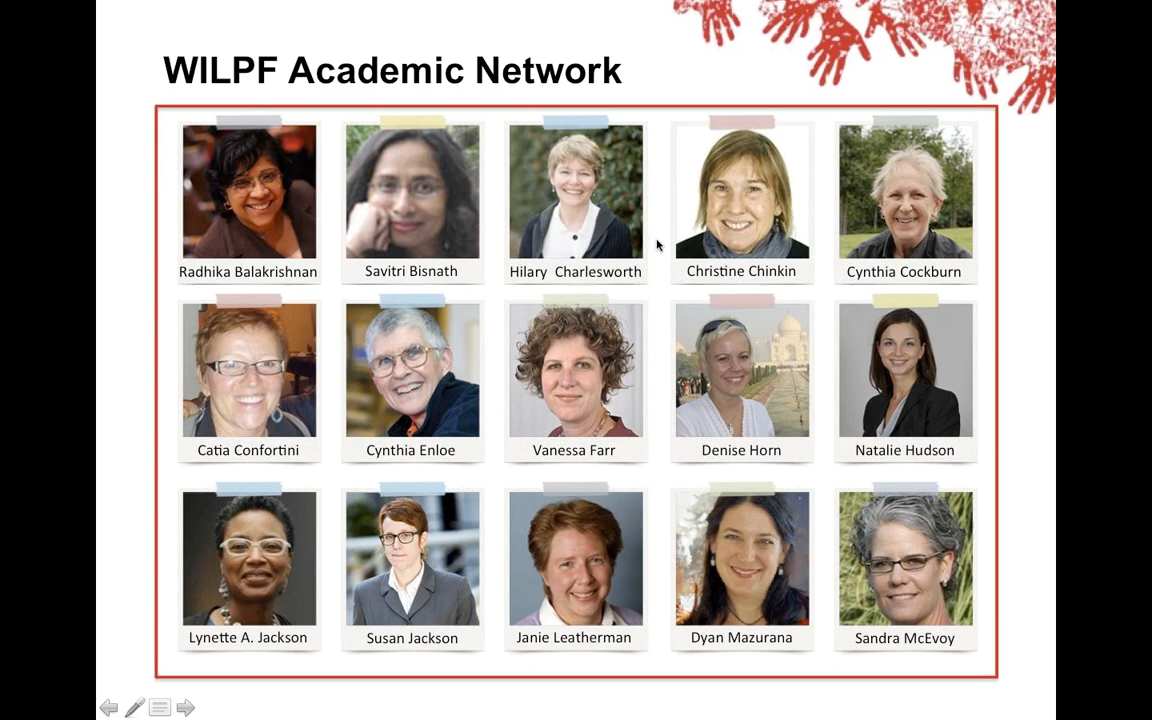 WILPF Academic Network
Radhika Balakrishnan
Savitri Bisnath
Hilary Charlesworth
Christine Chinkin
Cynthia Cockburn
Catia Confortini
Cynthia Enloe
Vanessa Farr
Denise Horn
Natalie Hudson
Lynette A. Jackson
Susan Jackson
Janie Leatherman
Dyan Mazurana
Sandra McEvoy